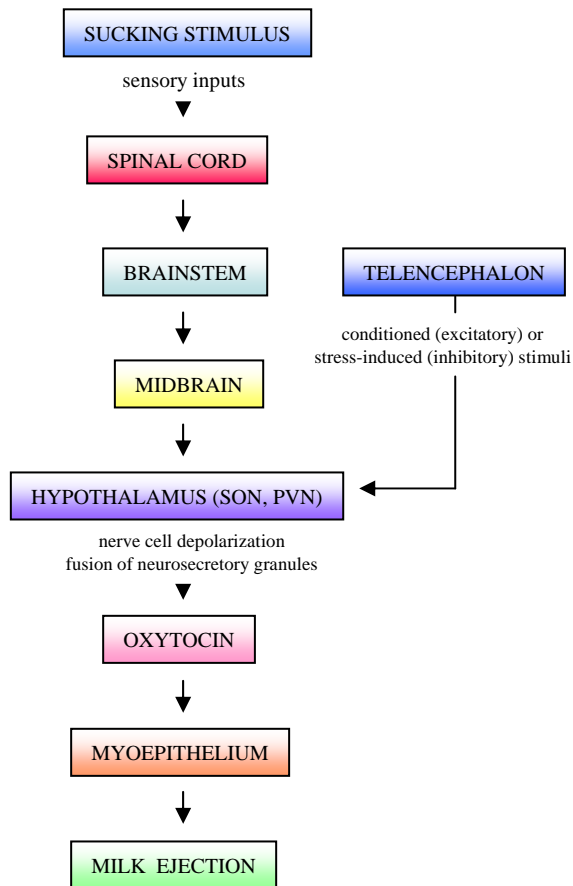 SUCKING STIMULUS
sensory inputs
SPINAL CORD
BRAINSTEM
TELENCEPHALON
conditioned (excitatory) or
stress-induced (inhibitory) stimuli
MIDBRAIN
HYPOTHALAMUS (SON, PVN)
nerve cell depolarization
fusion of neurosecretory granules
OXYTOCIN
MYOEPITHELIUM
MILK EJECTION